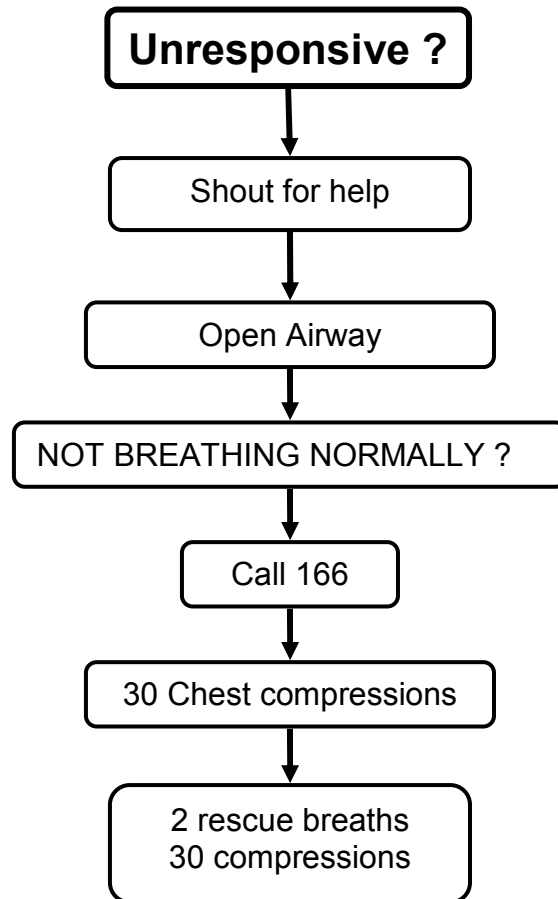 Unresponsive ?
Shout for help
Open Airway
NOT BREATHING NORMALLY ?
Call 166
30 Chest compressions
2 rescue breaths
30 compressions